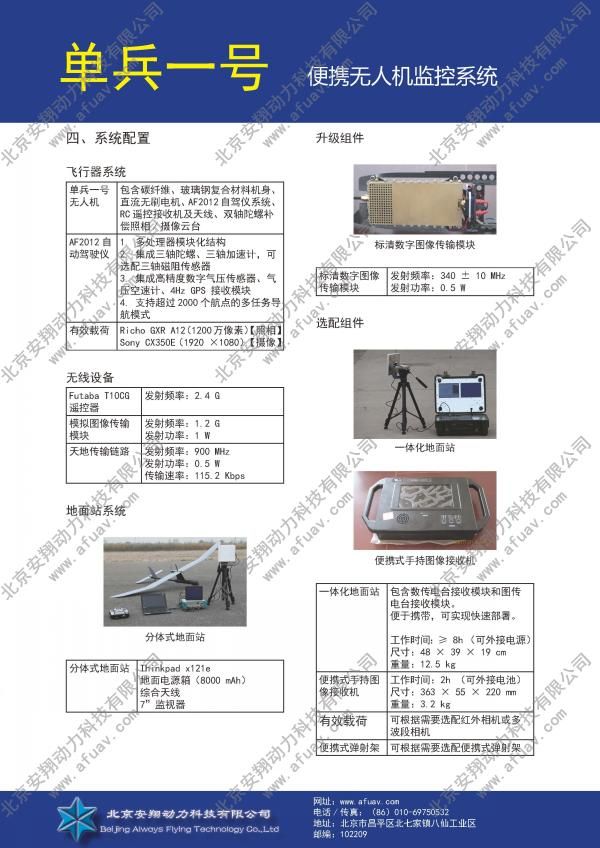 单兵一号 便携无人机监控系统
四、系统配置
飞行器系统
单兵一号
无人机
包含碳纤维、玻璃钢复合材料机身、
直流无刷电机、AF2012自驾仪系统、
RC遥控接收机及天线、双轴陀螺补
偿照相/摄像云台
AF2012自
动驾驶仪
1. 多处理器模块化结构
2. 集成三轴陀螺、三轴加速计，可
选配三轴磁阻传感器
3. 集成高精度数字气压传感器、气
压空速计、4Hz GPS 接收模块
4. 支持超过2000个航点的多任务导
航模式
有效载荷
Richo GXR A12(1200万像素)【照相】
Sony CX350E（1920 ×1080）【摄像】
无线设备
Futaba T10CG
遥控器
发射频率：2.4 G
模拟图像传输
模块
发射频率：1.2 G
发射功率：1 W
天地传输链路
发射频率：900 MHz
发射功率：0.5 W
传输速率：115.2 Kbps
地面站系统
分体式地面站
分体式地面站
Thinkpad x121e
地面电源箱（8000 mAh）
综合天线
7”监视器
升级组件
标清数字图像传输模块
标清数字图像
传输模块
发射频率：340 ± 10 MHz
发射功率：0.5 W
选配组件
一体化地面站
便携式手持图像接收机
一体化地面站
包含数传电台接收模块和图传
电台接收模块。
便于携带，可实现快速部署。
工作时间：≥ 8h（可外接电源）
尺寸：48 × 39 × 19 cm
重量：12.5 kg
便携式手持图
像接收机
工作时间：2h （可外接电池）
尺寸：363 × 55 × 220 mm
重量：3.2 kg
有效载荷
可根据需要选配红外相机或多
波段相机
便携式弹射架
可根据需要选配便携式弹射架
北京安翔动力科技有限公司
Beijing Always Flying Technology Co.,Ltd
网址：www.afuav.com
电话/传真：（86）010-69750532
地址：北京市昌平区北七家镇八仙工业区
邮编：102209
北京安翔动力科技有限公司
www.afuav.com